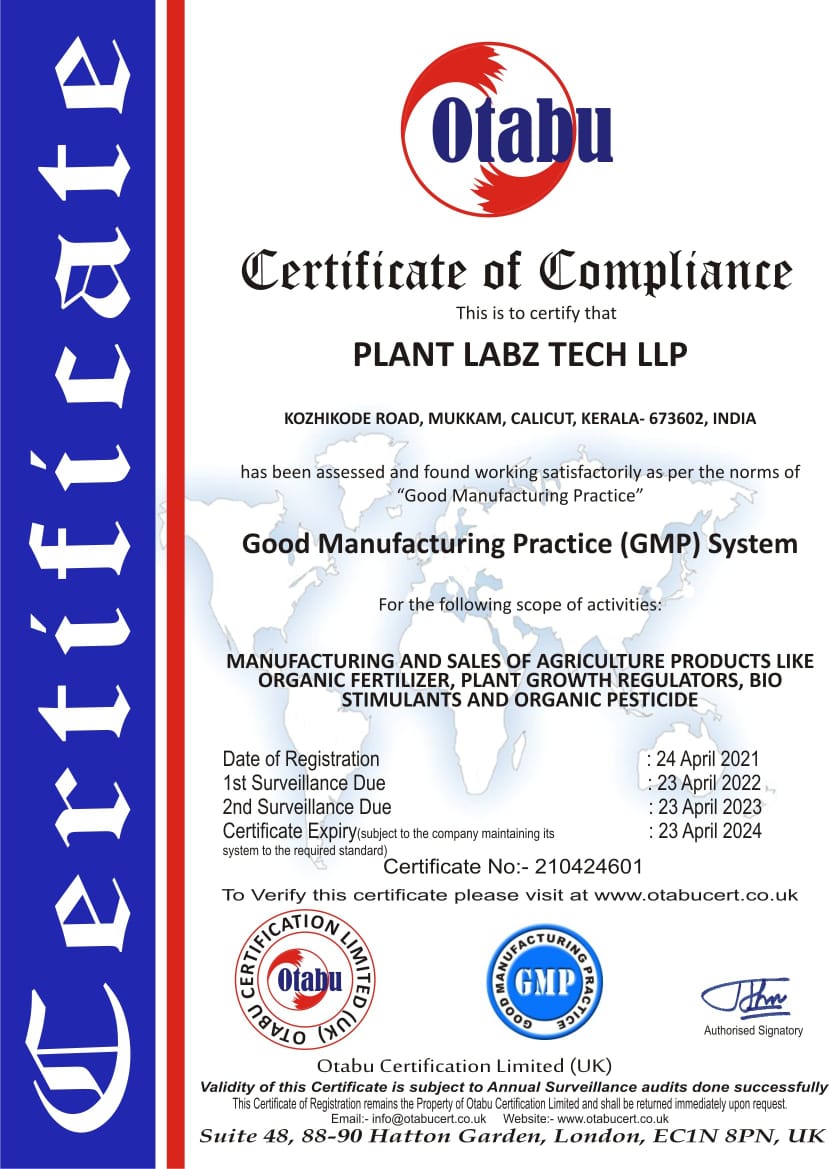 Certificate
Otabu
Certificate of Compliance
This is to certify that
PLANT LABZ TECH LLP
KOZHIKODE ROAD, MUKKAM, CALICUT, KERALA- 673602, INDIA
has been assessed and found working satisfactorily as per the norms of
“Good Manufacturing Practice”
Good Manufacturing Practice (GMP) System
For the following scope of activities:
MANUFACTURING AND SALES OF AGRICULTURE PRODUCTS LIKE
ORGANIC FERTILIZER, PLANT GROWTH REGULATORS, BIO
STIMULANTS AND ORGANIC PESTICIDE
Date of Registration : 24 April 2021
1st Surveillance Due : 23 April 2022
2nd Surveillance Due : 23 April 2023
Certificate Expiry(subject to the company maintaining its : 23 April 2024
system to the required standard)
Certificate No:- 210424601
To Verify this certificate please visit at www.otabucert.co.uk
OTABU CERTIFICATION LIMITED (UK)
Otabu
GOOD MANUFACTURING PRACTICE
GMP
Authorised Signatory
Otabu Certification Limited (UK)
Validity of this Certificate is subject to Annual Surveillance audits done successfully
This Certificate of Registration remains the Property of Otabu Certification Limited and shall be returned immediately upon request.
Email:- info@otabucert.co.uk Website:- www.otabucert.co.uk
Suite 48, 88-90 Hatton Garden, London, EC1N 8PN, UK